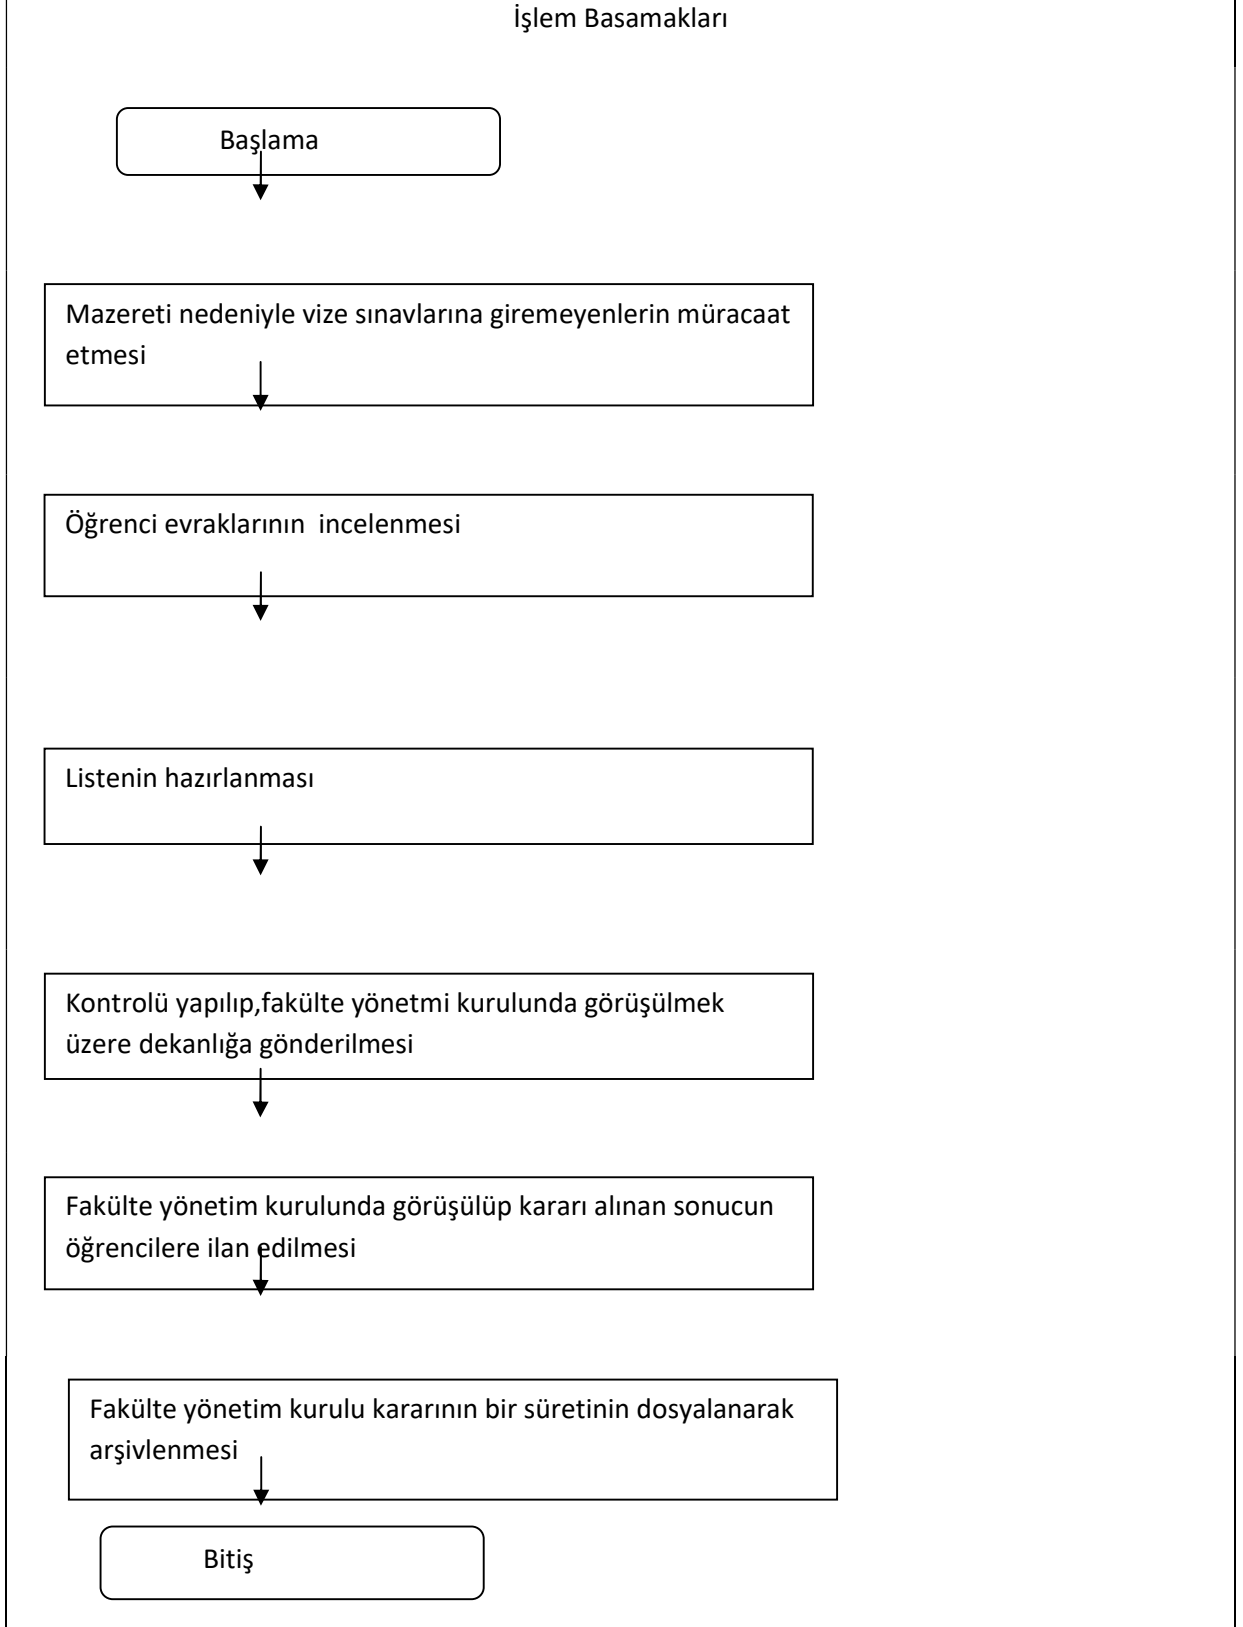 İşlem Basamakları
Başlama
Mazereti nedeniyle vize sınavlarına giremeyenlerin müracaat
etmesi
Öğrenci evraklarının  incelenmesi
Listenin hazırlanması
Kontrolü yapılıp,fakülte yönetmi kurulunda görüşülmek
üzere dekanlığa gönderilmesi
Fakülte yönetim kurulunda görüşülüp kararı alınan sonucun
öğrencilere ilan edilmesi
Fakülte yönetim kurulu kararının bir süretinin dosyalanarak
arşivlenmesi
Bitiş